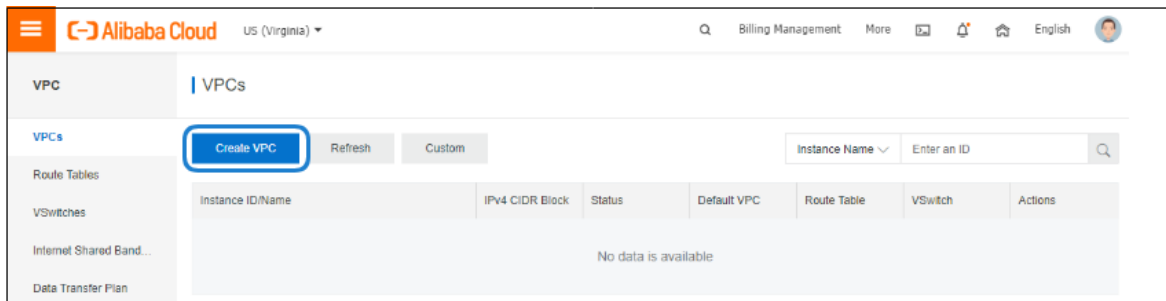 Alibaba Cloud US (Virginia) Billing Management More English
VPC
VPCs
VPCs
Create VPC Refresh Custom Instance Name Enter an ID
Route Tables
Instance ID/Name IPv4 CIDR Block Status Default VPC Route Table VSwitch Actions
VSwitches
Internet Shared Band...
No data is available
Data Transfer Plan